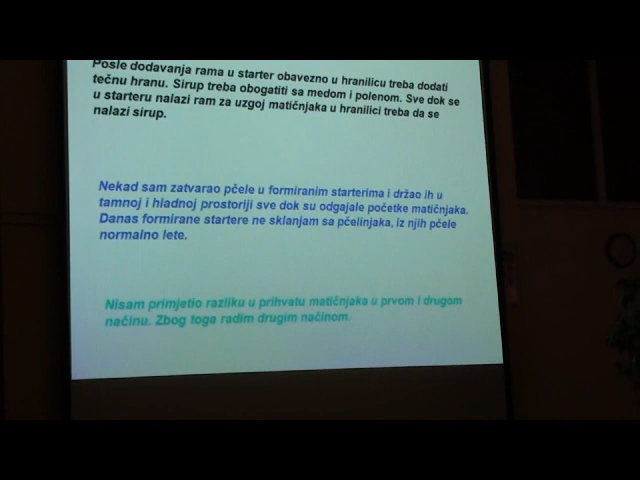 Posle dodavanja rama u starter obavezno u hranilicu treba dodati
tečnu hranu. Sirup treba obogatiti sa medom i polenom. Sve dok se
u starteru nalazi ram za uzgoj matičnjaka u hranilici treba da se
nalazi sirup.
Nekad sam zatvarao pčele u formiranim starterima i držao ih u
tamnoj i hladnoj prostoriji sve dok su odgajale početke matičnjaka.
Danas formirane startere ne sklanjam sa pčelinjaka, iz njih pčele
normalno lete.
Nisam primjetio razliku u prihvatu matičnjaka u prvom i drugom
načinu. Zbog toga radim drugim načinom.